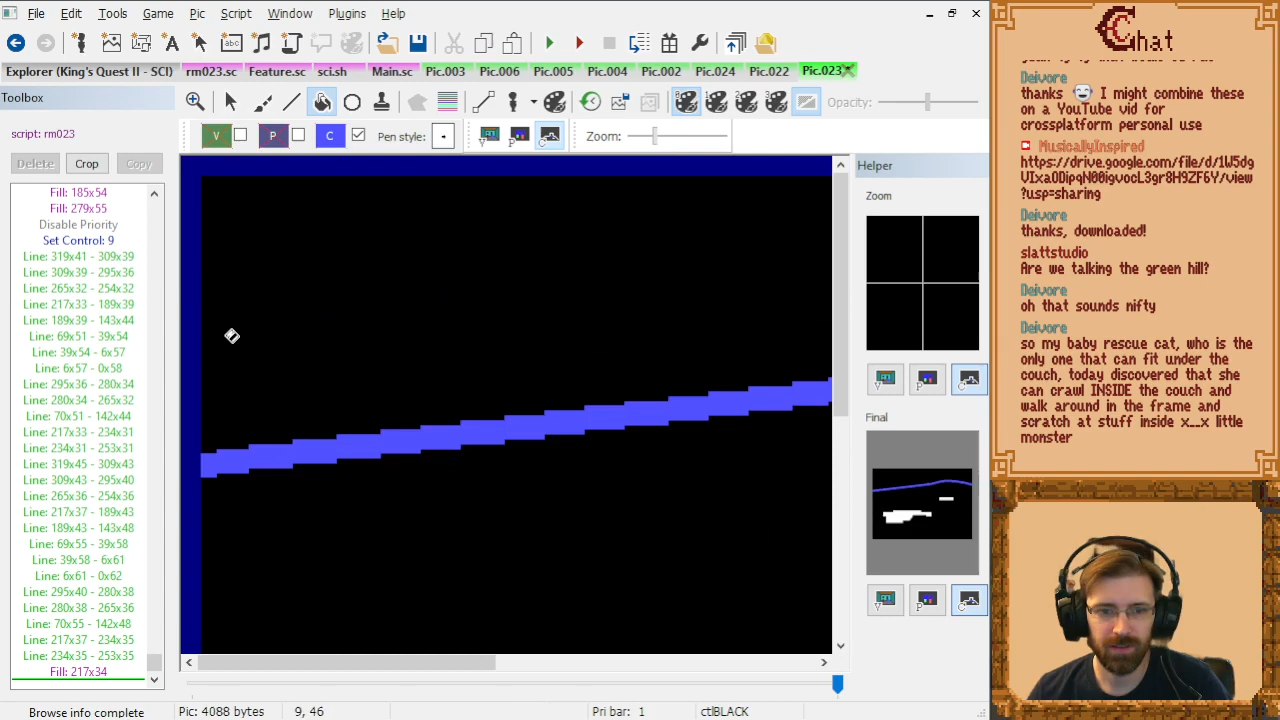 File Edit Tools Game Pic Script Window Plugins Help
Explorer (King's Quest II - SCI) rm023.sc Feature.sc sci.sh Main.sc Pic.003 Pic.006 Pic.005 Pic.004 Pic.002 Pic.024 Pic.022 Pic.023*
Toolbox
Opacity:
script: rm023
V P C Pen style: Zoom:
Delete Crop Copy
Fill: 185x54
Fill: 279x55
Disable Priority
Set Control: 9
Line: 319x41 - 309x39
Line: 309x39 - 295x36
Line: 265x32 - 254x32
Line: 217x33 - 189x39
Line: 189x39 - 143x44
Line: 69x51 - 39x54
Line: 39x54 - 6x57
Line: 6x57 - 0x58
Line: 295x36 - 280x34
Line: 280x34 - 265x32
Line: 70x51 - 142x44
Line: 217x33 - 234x31
Line: 234x31 - 253x31
Line: 319x45 - 309x43
Line: 309x43 - 295x40
Line: 265x36 - 254x36
Line: 217x37 - 189x43
Line: 189x43 - 143x48
Line: 69x55 - 39x58
Line: 39x58 - 6x61
Line: 6x61 - 0x62
Line: 295x40 - 280x38
Line: 280x38 - 265x36
Line: 70x55 - 142x48
Line: 217x37 - 234x35
Line: 234x35 - 253x35
Fill: 217x34
Helper
Zoom
Final
Browse info complete Pic: 4088 bytes 9, 46 Pri bar: 1 ctlBLACK
Chat
Deivore
thanks I might combine these
on a YouTube vid for
crossplatform personal use
MusicallyInspired
https://drive.google.com/file/d/1W5dg
?usp=sharing
Deivore
thanks, downloaded!
slattstudio
Are we talking the green hill?
Deivore
oh that sounds nifty
Deivore
so my baby rescue cat, who is the
only one that can fit under the
couch, today discovered that she
can crawl INSIDE the couch and
walk around in the frame and
scratch at stuff inside x__x little
monster